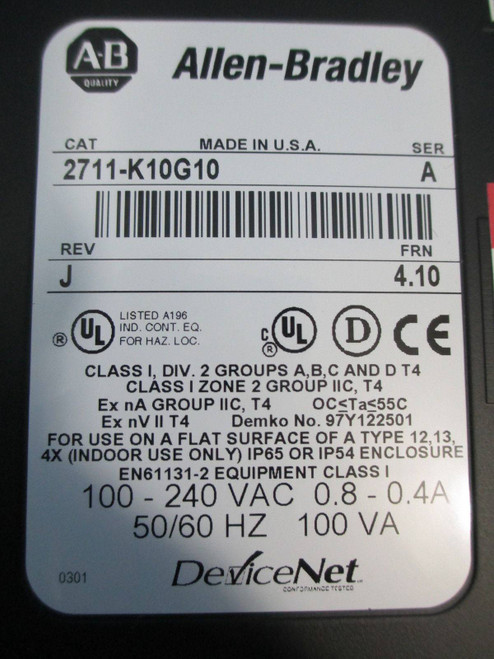 A-B
QUALITY
Allen-Bradley
CAT MADE IN U.S.A. SER
2711-K10G10 A
REV FRN
J 4.10
® UL LISTED A196
IND. CONT. EQ.
FOR HAZ. LOC.
C UL ® D CE
CLASS I, DIV. 2 GROUPS A,B,C AND D T4
CLASS I ZONE 2 GROUP IIC, T4
Ex nA GROUP IIC, T4 OC≤Ta≤55C
Ex nV II T4 Demko No. 97Y122501
FOR USE ON A FLAT SURFACE OF A TYPE 12,13,
4X (INDOOR USE ONLY) IP65 OR IP54 ENCLOSURE
EN61131-2 EQUIPMENT CLASS I
100 - 240 VAC 0.8 - 0.4A
50/60 HZ 100 VA
0301 DeviceNet
CONFORMANCE TESTED